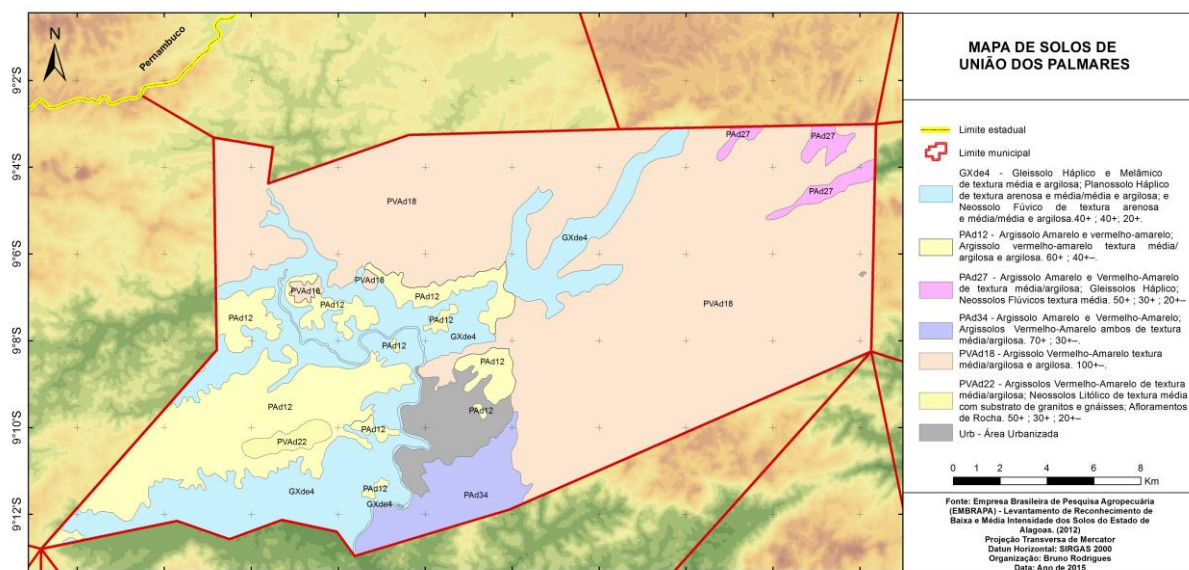 N
Pernambuco
9°2'S
9°4'S
9°6'S
9°8'S
9°10'S
9°12'S
PAd27
PAd27
PAd27
PVAd18
GXde4
PVAd18
PVAd18
PAd12
PVAd18
PAd12
PAd12
PAd12
GXde4
PAd12
PAd12
PAd12
PAd12
PAd12
PVAd22
GXde4
PAd12
GXde4
PAd34
MAPA DE SOLOS DE
UNIÃO DOS PALMARES
Limite estadual
Limite municipal
GXde4 - Gleissolo Háplico e Melâmico
de textura média e argilosa; Planossolo Háplico
de textura arenosa e média/média e argilosa; e
Neossolo Fúvico de textura arenosa
e média/média e argilosa.40+ ; 40+; 20+.
PAd12 - Argissolo Amarelo e vermelho-amarelo;
Argissolo vermelho-amarelo textura média/
argilosa e argilosa. 60+ ; 40+–.
PAd27 - Argissolo Amarelo e Vermelho-Amarelo
de textura média/argilosa; Gleissolos Háplico;
Neossolos Flúvicos textura média. 50+ ; 30+ ; 20+–
PAd34 – Argissolo Amarelo e Vermelho-Amarelo;
Argissolos Vermelho-Amarelo ambos de textura
média/argilosa. 70+ ; 30+–.
PVAd18 - Argissolo Vermelho-Amarelo textura
média/argilosa e argilosa. 100+–.
PVAd22 - Argissolos Vermelho-Amarelo de textura
média/argilosa; Neossolos Litólico de textura média
com substrato de granitos e gnáisses; Afloramentos
de Rocha. 50+ ; 30+ ; 20+–
Urb - Área Urbanizada
0 2 4 6 8
Km
Fonte: Empresa Brasileira de Pesquisa Agropecuária
(EMBRAPA) - Levantamento de Reconhecimento de
Baixa e Média Intensidade dos Solos do Estado de
Alagoas. (2012)
Projeção Transversa de Mercator
Datun Horizontal: SIRGAS 2000
Organização: Bruno Rodrigues
Data: Ano de 2015